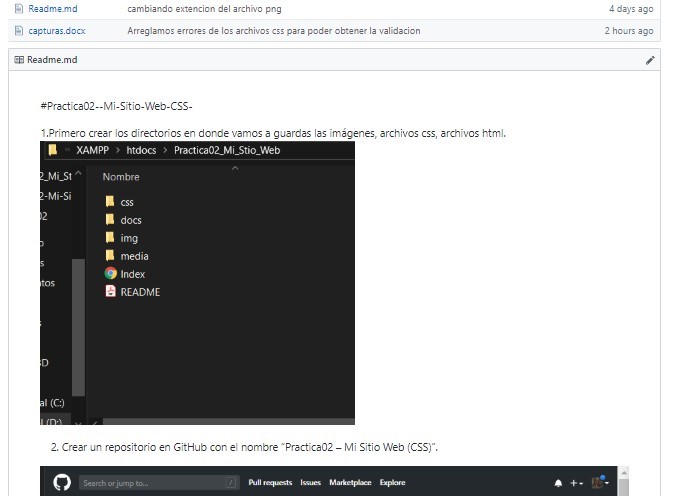 Readme.md cambiando extencion del archivo png 4 days ago
capturas.docx Arreglamos errores de los archivos css para poder obtener la validacion 2 hours ago
Readme.md
#Practica02--Mi-Sitio-Web-CSS-
1.Primero crear los directorios en donde vamos a guardas las imágenes, archivos css, archivos html.
XAMPP > htdocs > Practica02_Mi_Stio_Web
2_Mi_St
Nombre
2-Mi-Si
css
02
docs
img
media
tos
Index
README
D
al (C:)
l (D:)
2. Crear un repositorio en GitHub con el nombre “Practica02 – Mi Sitio Web (CSS)”.
Search or jump to... / Pull requests Issues Marketplace Explore